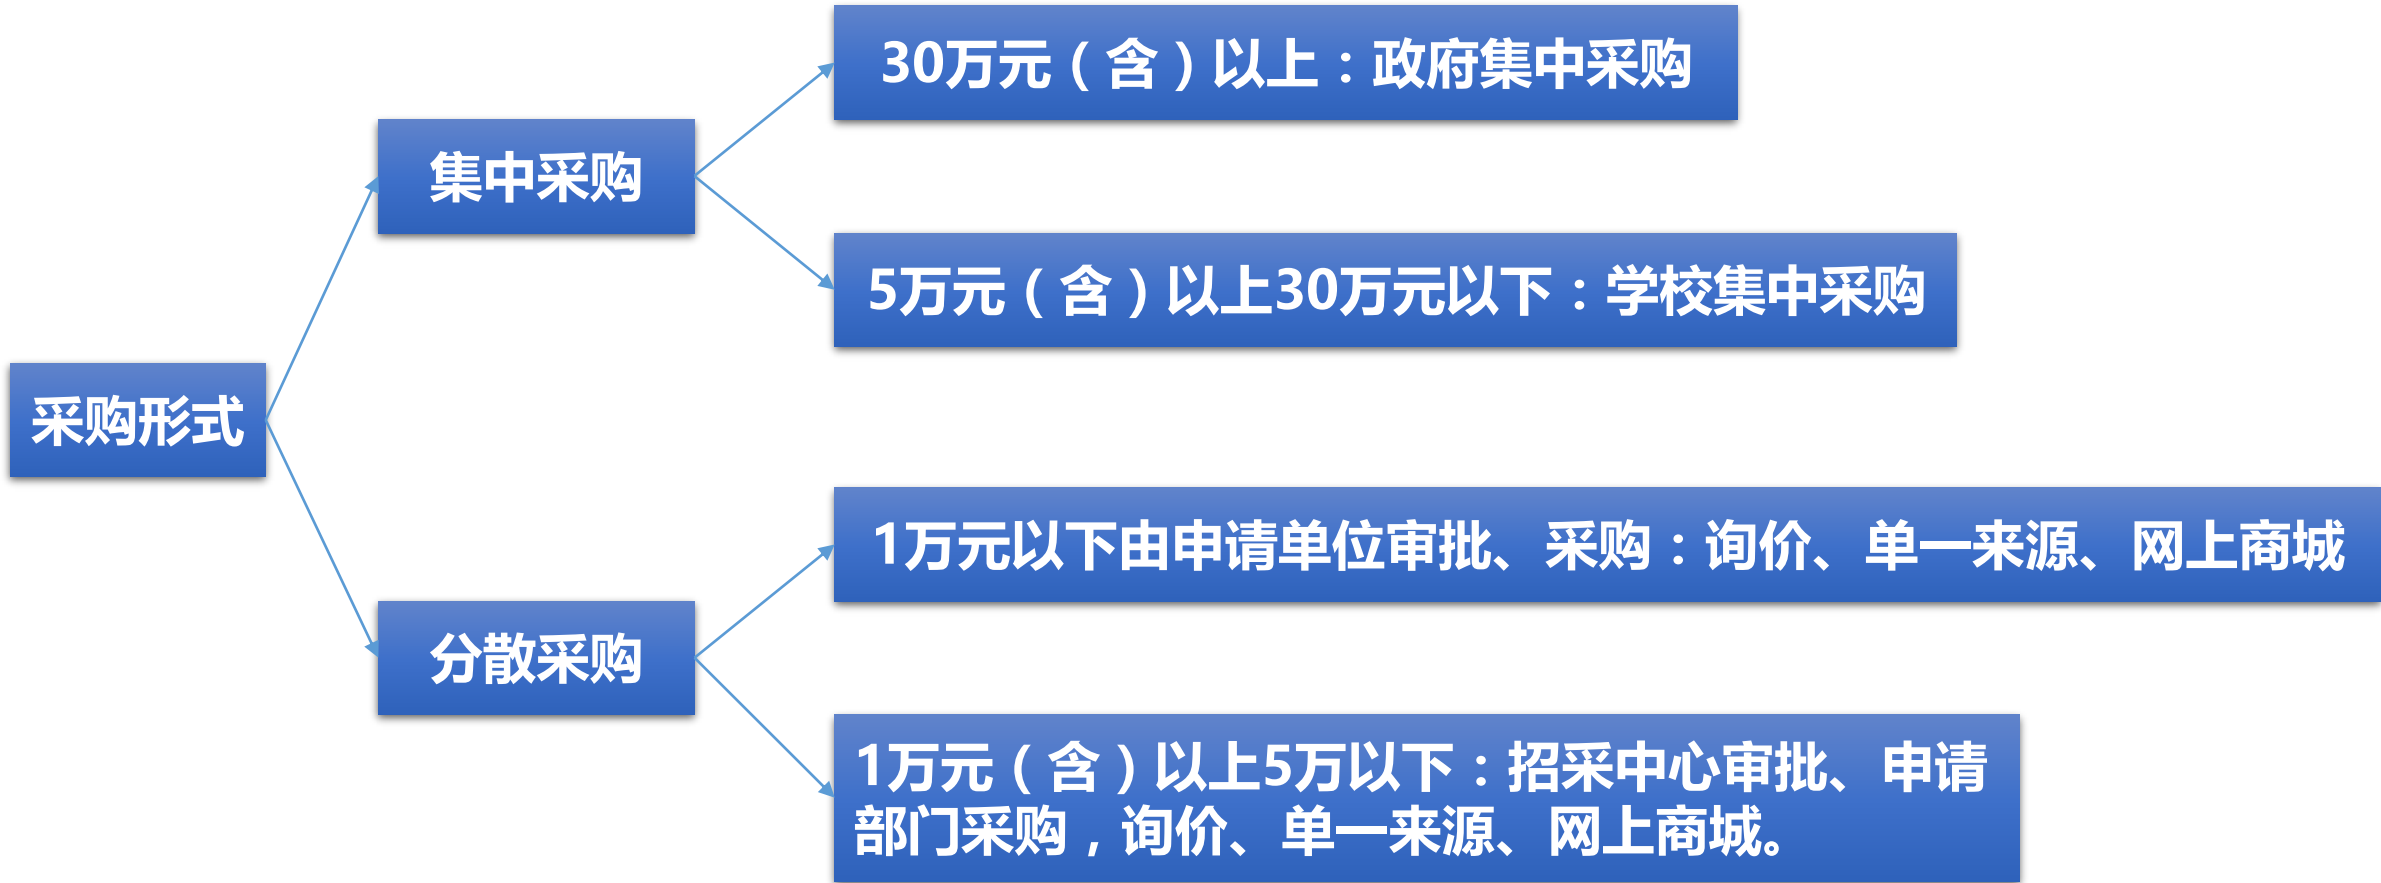 30万元（含）以上：政府集中采购
集中采购
5万元（含）以上30万元以下：学校集中采购
采购形式
1万元以下由申请单位审批、采购：询价、单一来源、网上商城
分散采购
1万元（含）以上5万以下：招采中心审批、申请
部门采购，询价、单一来源、网上商城。